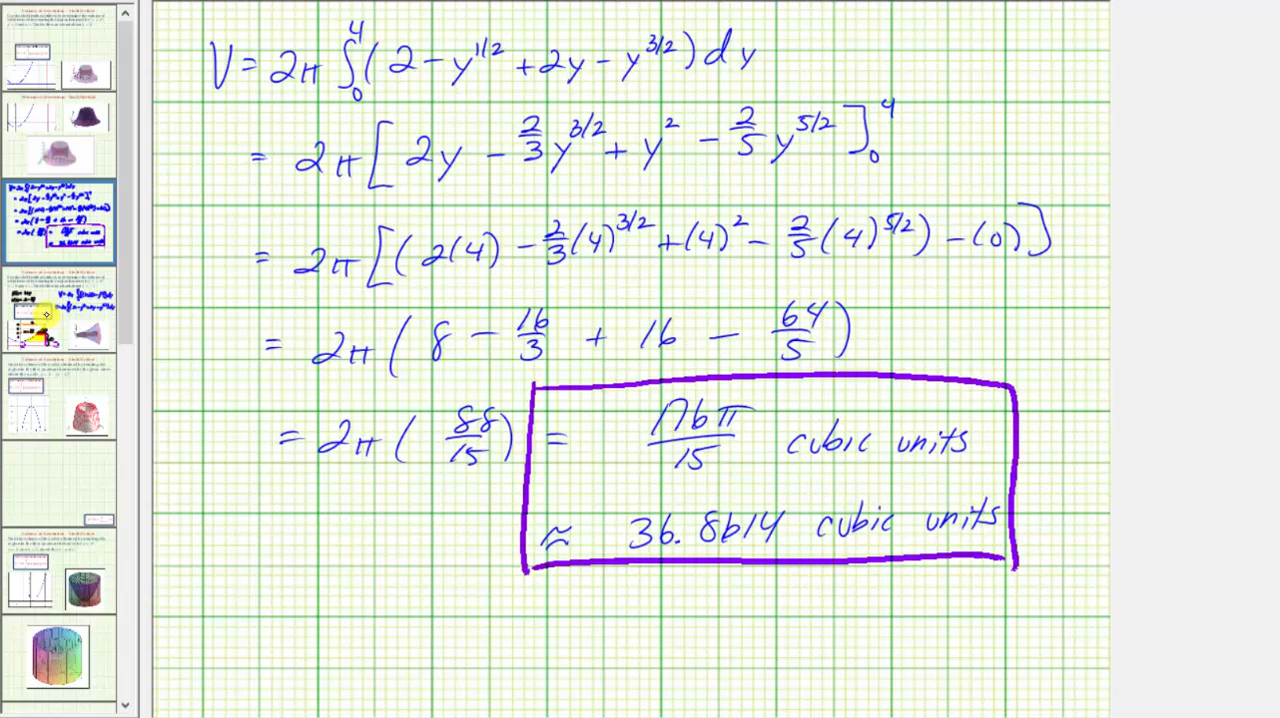 V = 2π ∫₀⁴ (2 − y^{1/2} + 2y − y^{3/2}) dy
= 2π [ 2y − 2/3 y^{3/2} + y² − 2/5 y^{5/2} ]₀⁴
= 2π [ (2(4) − 2/3 (4)^{3/2} + (4)² − 2/5 (4)^{5/2}) − (0) ]
= 2π ( 8 − 16/3 + 16 − 64/5 )
= 2π ( 88/15 ) = 176π/15 cubic units
≈ 36.8614 cubic units